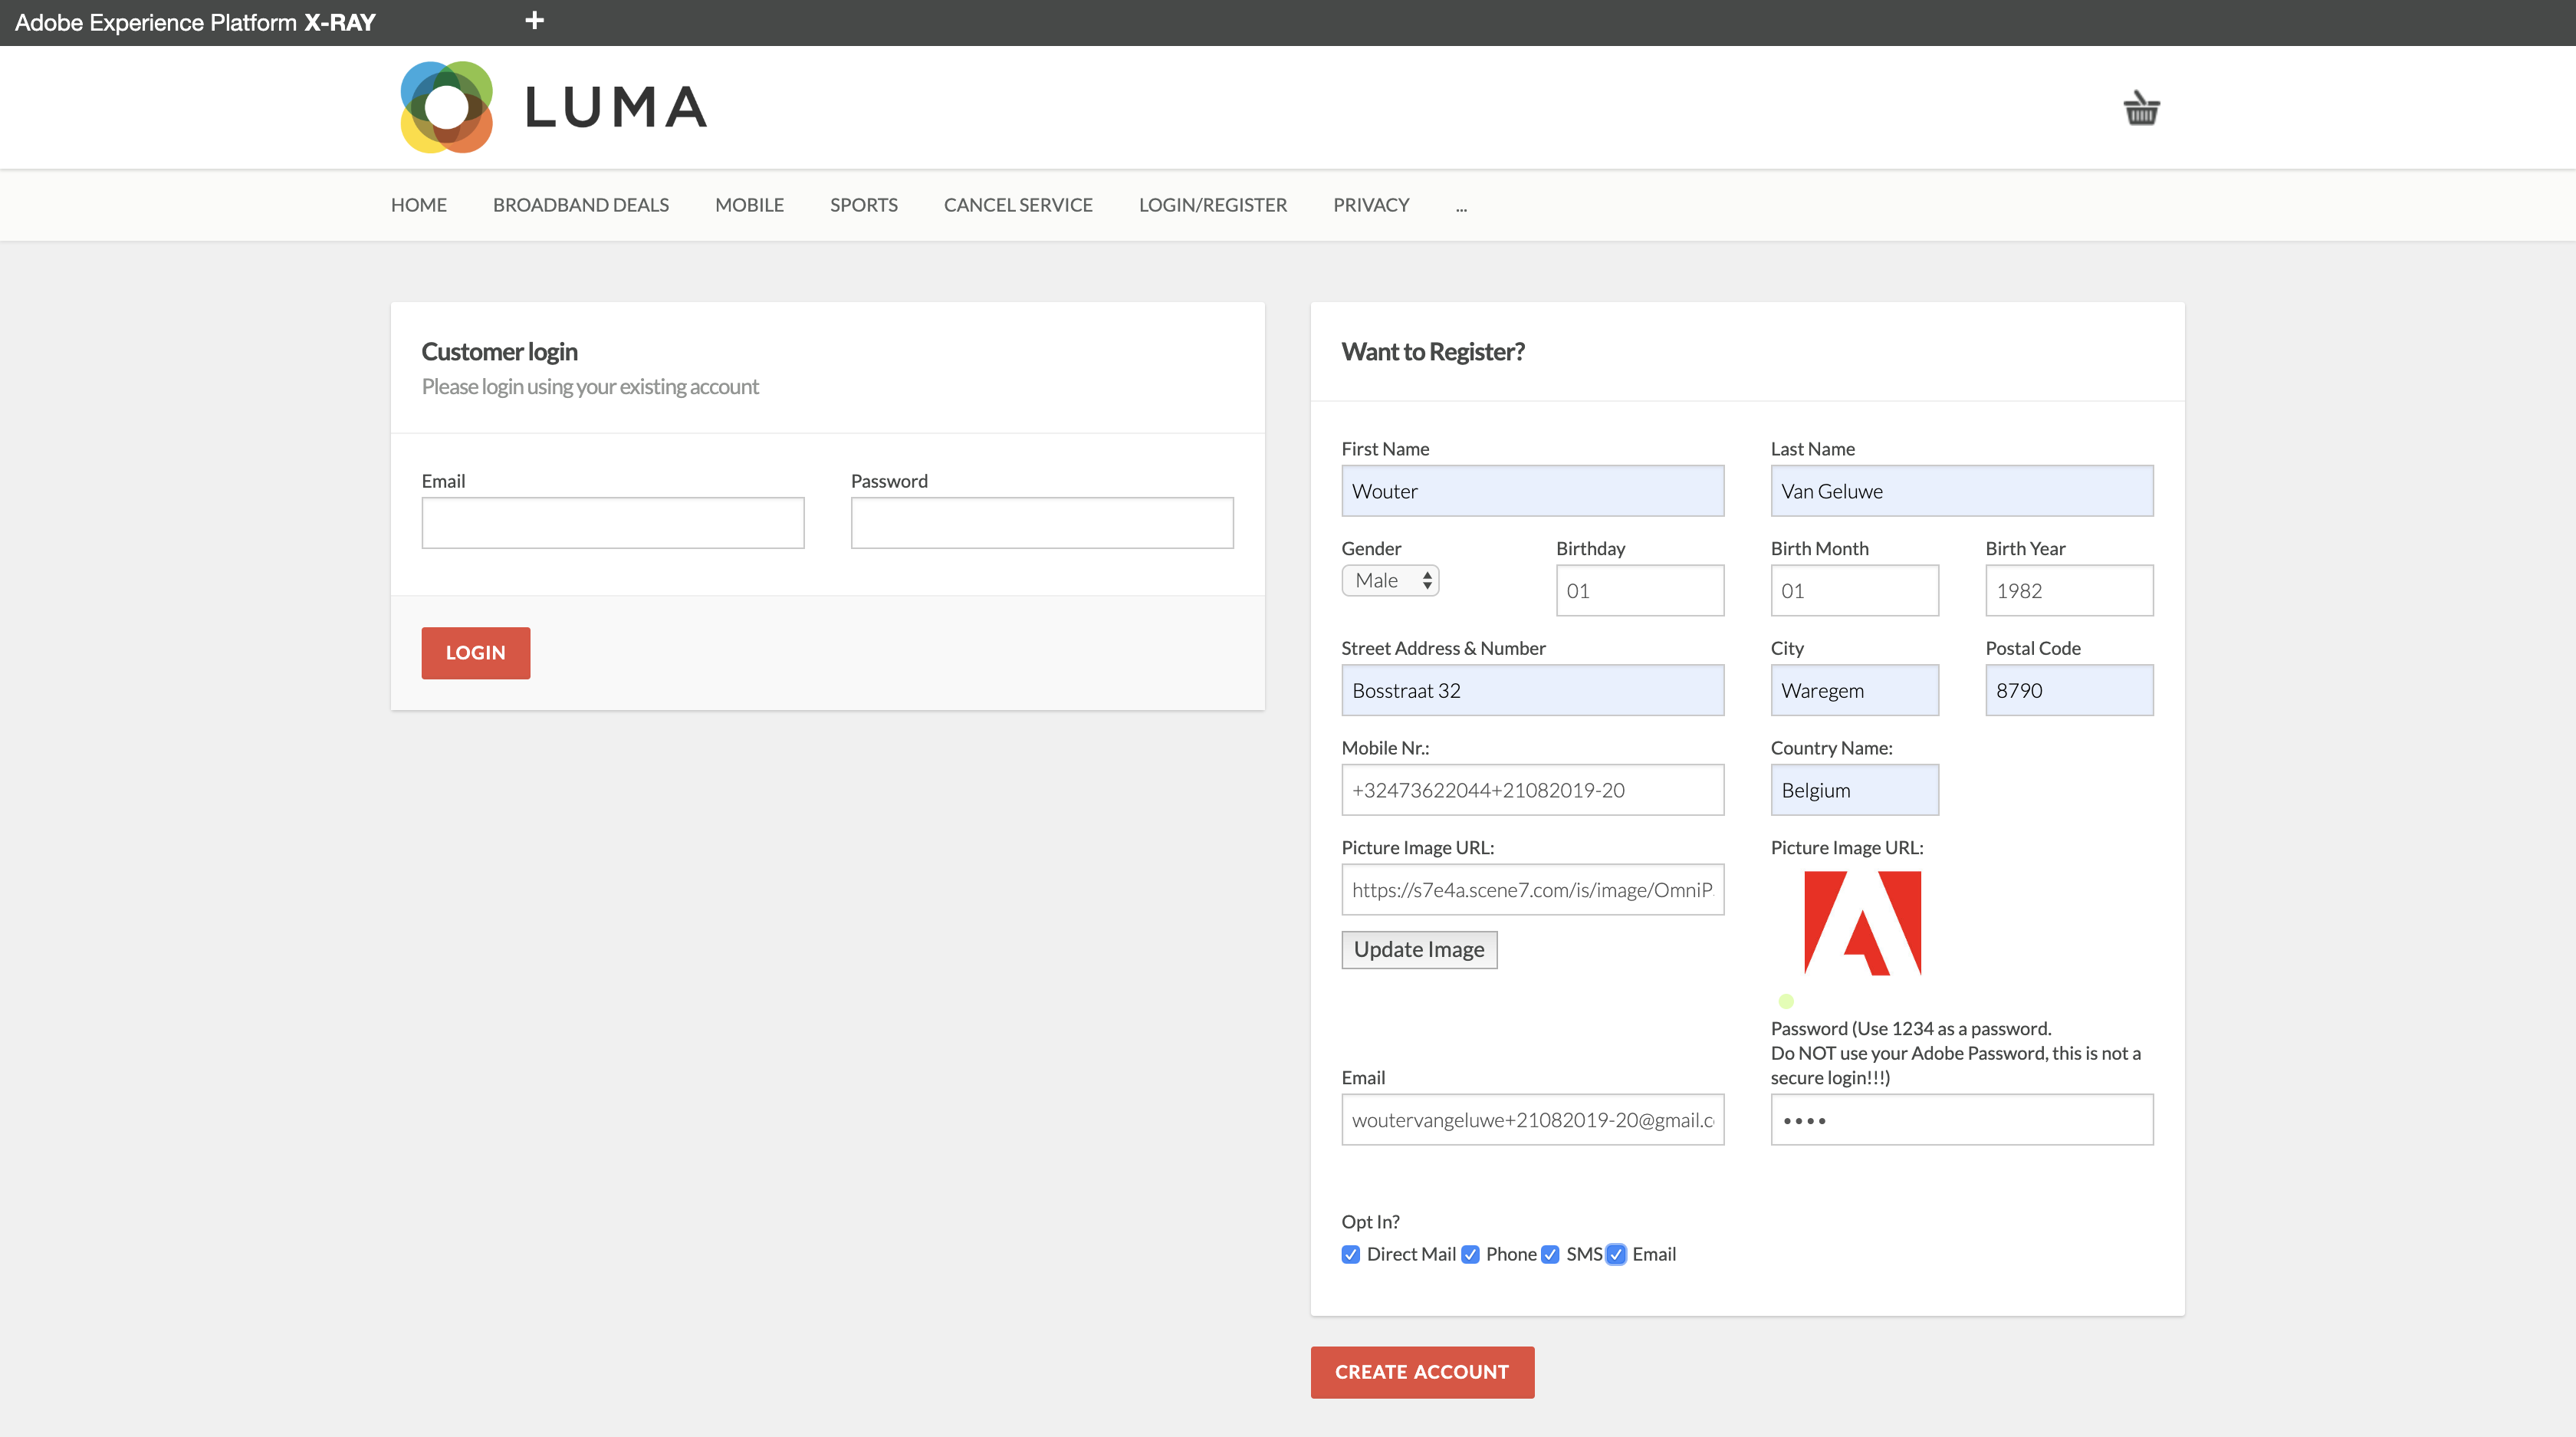 Adobe Experience Platform X-RAY +
LUMA
HOME BROADBAND DEALS MOBILE SPORTS CANCEL SERVICE LOGIN/REGISTER PRIVACY ...
Customer login
Please login using your existing account
Email Password
LOGIN
Want to Register?
First Name Last Name
Wouter Van Geluwe
Gender Birthday Birth Month Birth Year
Male 01 01 1982
Street Address & Number City Postal Code
Bosstraat 32 Waregem 8790
Mobile Nr.: Country Name:
+32473622044+21082019-20 Belgium
Picture Image URL: Picture Image URL:
https://s7e4a.scene7.com/is/image/OmniP
Update Image
Password (Use 1234 as a password.
Do NOT use your Adobe Password, this is not a
secure login!!!)
Email
woutervangeluwe+21082019-20@gmail.c
••••
Opt In?
Direct Mail Phone SMS Email
CREATE ACCOUNT